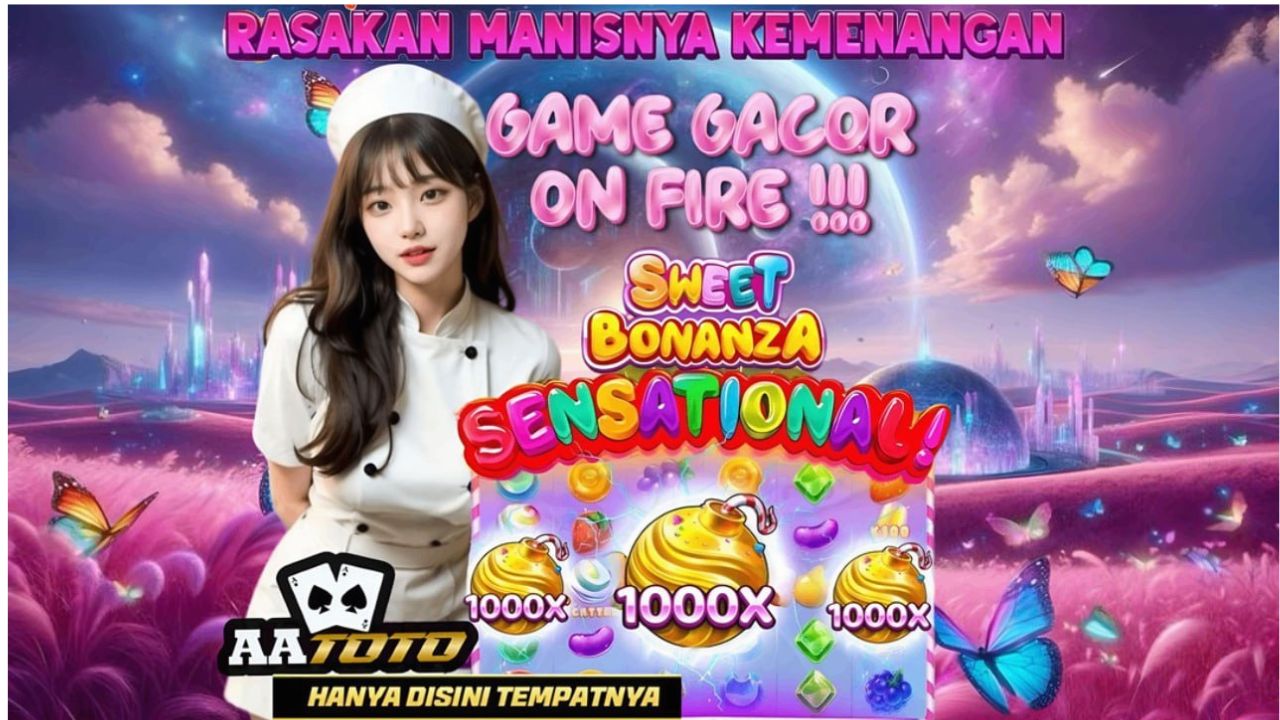 RASAKAN MANISNYA KEMENANGAN
GAME GACOR
ON FIRE !!!
SWEET
BONANZA
SENSATIONAL!
1000X
1000X
1000X
AATOTO
HANYA DISINI TEMPATNYA